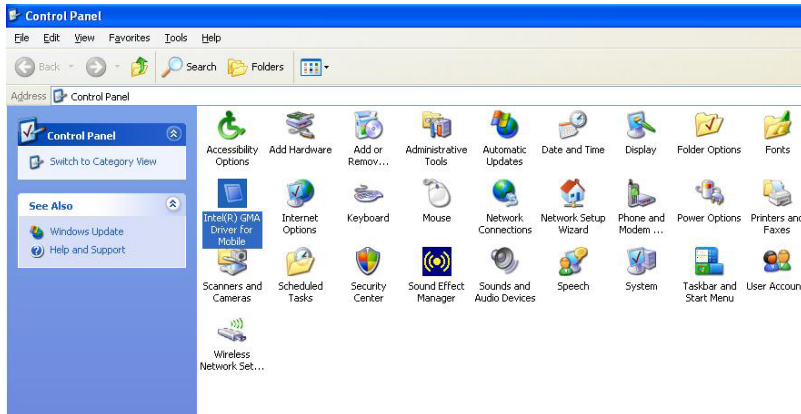 Control Panel
File Edit View Favorites Tools Help
Back Search Folders
Address Control Panel
Control Panel
Switch to Category View
See Also
Windows Update
Help and Support
Accessibility Options
Add Hardware
Add or Remov...
Administrative Tools
Automatic Updates
Date and Time
Display
Folder Options
Fonts
Intel(R) GMA Driver for Mobile
Internet Options
Keyboard
Mouse
Network Connections
Network Setup Wizard
Phone and Modem ...
Power Options
Printers and Faxes
Scanners and Cameras
Scheduled Tasks
Security Center
Sound Effect Manager
Sounds and Audio Devices
Speech
System
Taskbar and Start Menu
User Accoun
Wireless Network Set...